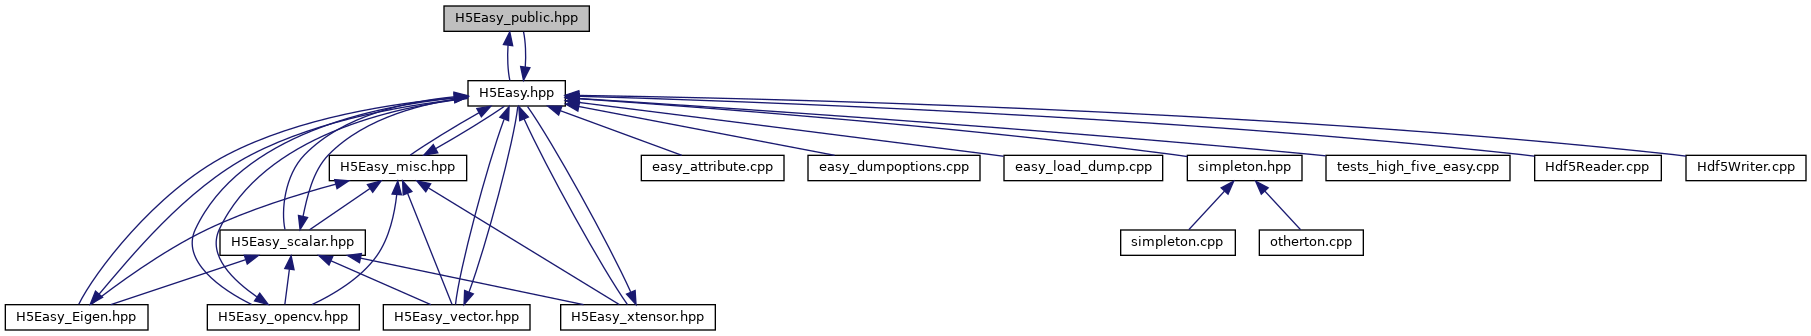 H5Easy_public.hpp
H5Easy.hpp
H5Easy_misc.hpp
easy_attribute.cpp
easy_dumpoptions.cpp
easy_load_dump.cpp
simpleton.hpp
tests_high_five_easy.cpp
Hdf5Reader.cpp
Hdf5Writer.cpp
H5Easy_scalar.hpp
simpleton.cpp
otherton.cpp
H5Easy_Eigen.hpp
H5Easy_opencv.hpp
H5Easy_vector.hpp
H5Easy_xtensor.hpp